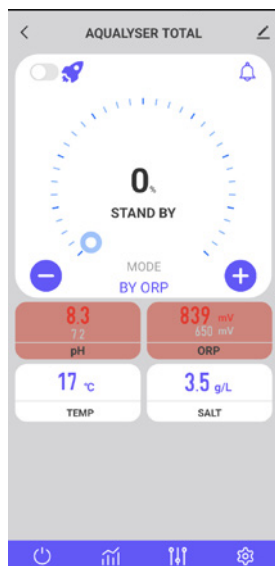 AQUALYSER TOTAL
0%
STAND BY
MODE
BY ORP
8.3
7.2
pH
839 mV
650 mV
ORP
17 °C
TEMP
3.5 g/L
SALT